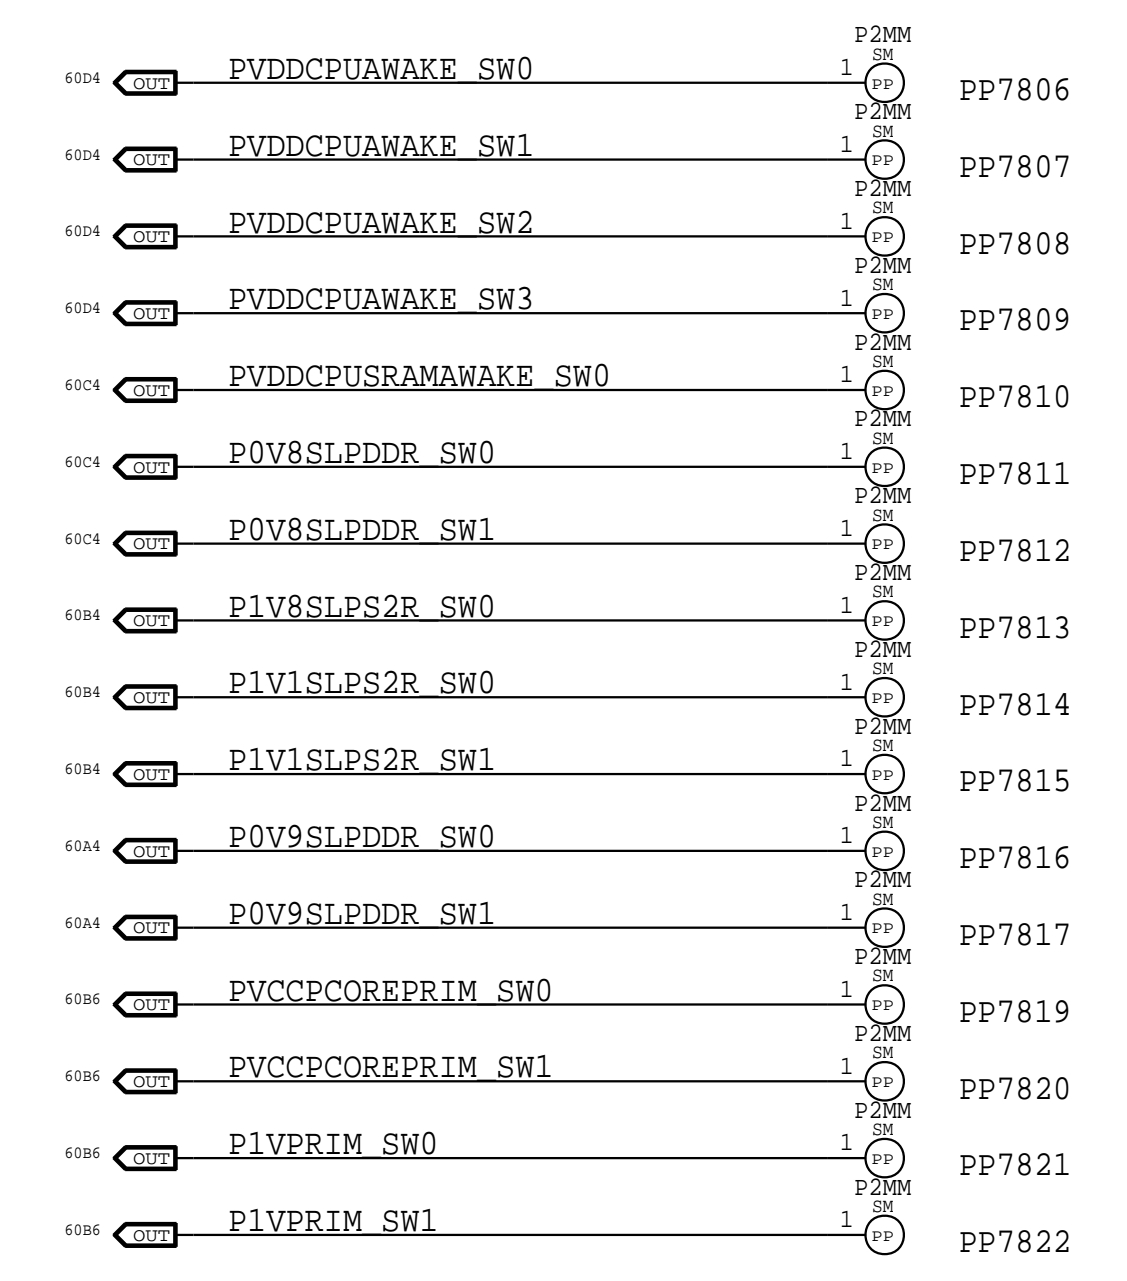 P2MM
SM
60D4 OUT PVDDCPUAWAKE_SW0 1 PP PP7806
P2MM
SM
60D4 OUT PVDDCPUAWAKE_SW1 1 PP PP7807
P2MM
SM
60D4 OUT PVDDCPUAWAKE_SW2 1 PP PP7808
P2MM
SM
60D4 OUT PVDDCPUAWAKE_SW3 1 PP PP7809
P2MM
SM
60C4 OUT PVDDCPUSRAMAWAKE_SW0 1 PP PP7810
P2MM
SM
60C4 OUT P0V8SLPDDR_SW0 1 PP PP7811
P2MM
SM
60C4 OUT P0V8SLPDDR_SW1 1 PP PP7812
P2MM
SM
60B4 OUT P1V8SLPS2R_SW0 1 PP PP7813
P2MM
SM
60B4 OUT P1V1SLPS2R_SW0 1 PP PP7814
P2MM
SM
60B4 OUT P1V1SLPS2R_SW1 1 PP PP7815
P2MM
SM
60A4 OUT P0V9SLPDDR_SW0 1 PP PP7816
P2MM
SM
60A4 OUT P0V9SLPDDR_SW1 1 PP PP7817
P2MM
SM
60B6 OUT PVCCPCOREPRIM_SW0 1 PP PP7819
P2MM
SM
60B6 OUT PVCCPCOREPRIM_SW1 1 PP PP7820
P2MM
SM
60B6 OUT P1VPRIM_SW0 1 PP PP7821
P2MM
SM
60B6 OUT P1VPRIM_SW1 1 PP PP7822